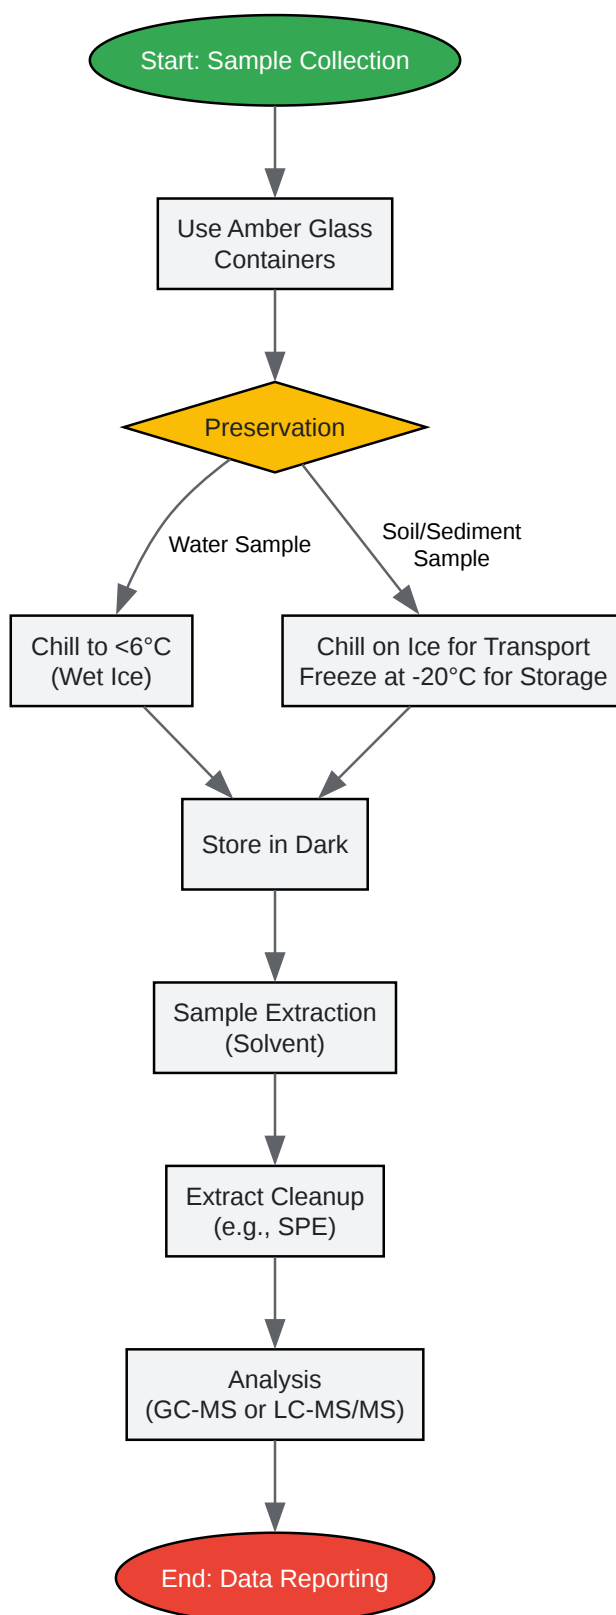 Start: Sample Collection
Use Amber Glass
Containers
Preservation
Water Sample
Soil/Sediment
Sample
Chill to <6°C
(Wet Ice)
Chill on Ice for Transport
Freeze at -20°C for Storage
Store in Dark
Sample Extraction
(Solvent)
Extract Cleanup
(e.g., SPE)
Analysis
(GC-MS or LC-MS/MS)
End: Data Reporting